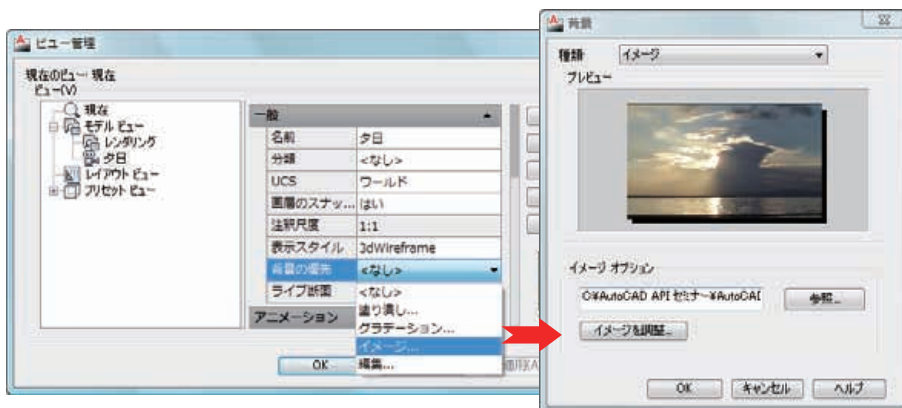 ビュー管理
現在のビュー: 現在
ビュー(V)
現在
モデル ビュー
レンダリング
夕日
レイアウト ビュー
プリセット ビュー
一般
名前 夕日
分類 <なし>
UCS ワールド
画層のスナッ... はい
注釈尺度 1:1
表示スタイル 3dWireframe
背景の優先 <なし>
ライブ断面 <なし>
塗り潰し...
アニメーション
グラデーション...
イメージ...
編集...
OK
背景
種類: イメージ
プレビュー
イメージ オプション
C:¥AutoCAD API セミナー¥AutoCAI
参照...
イメージを調整...
OK キャンセル ヘルプ